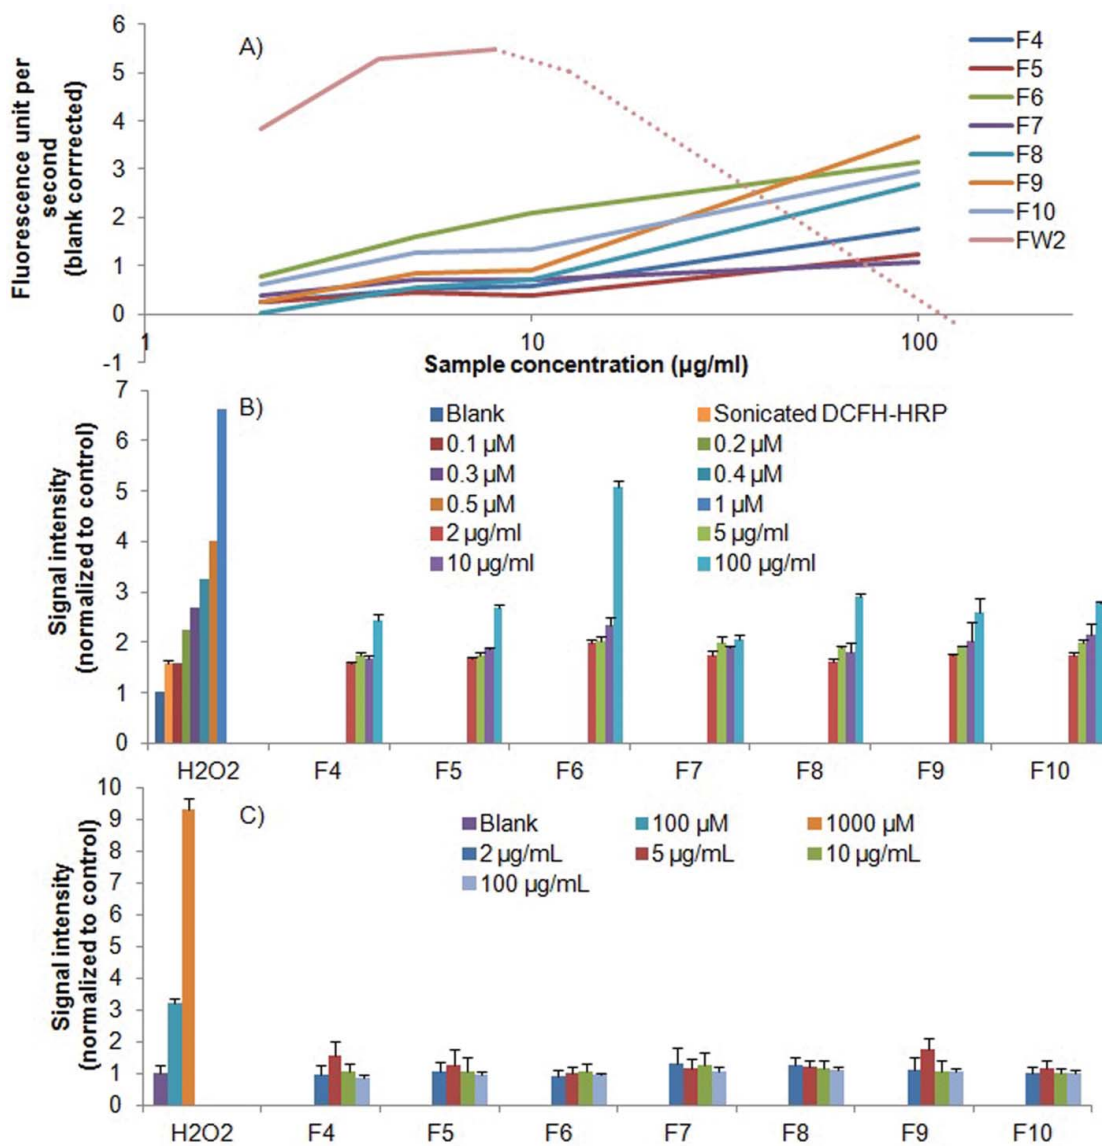 A)
Fluorescence unit per
second
(blank corrrected)
6
5
4
3
2
1
0
-1
1
10
100
Sample concentration (µg/ml)
F4
F5
F6
F7
F8
F9
F10
FW2
B)
Signal intensity
(normalized to control)
7
6
5
4
3
2
1
0
Blank
Sonicated DCFH-HRP
0.1 µM
0.2 µM
0.3 µM
0.4 µM
0.5 µM
1 µM
2 µg/ml
5 µg/ml
10 µg/ml
100 µg/ml
H2O2 F4 F5 F6 F7 F8 F9 F10
C)
Signal intensity
(normalized to control)
10
9
8
7
6
5
4
3
2
1
0
Blank
100 µM
1000 µM
2 µg/mL
5 µg/mL
10 µg/mL
100 µg/mL
H2O2 F4 F5 F6 F7 F8 F9 F10